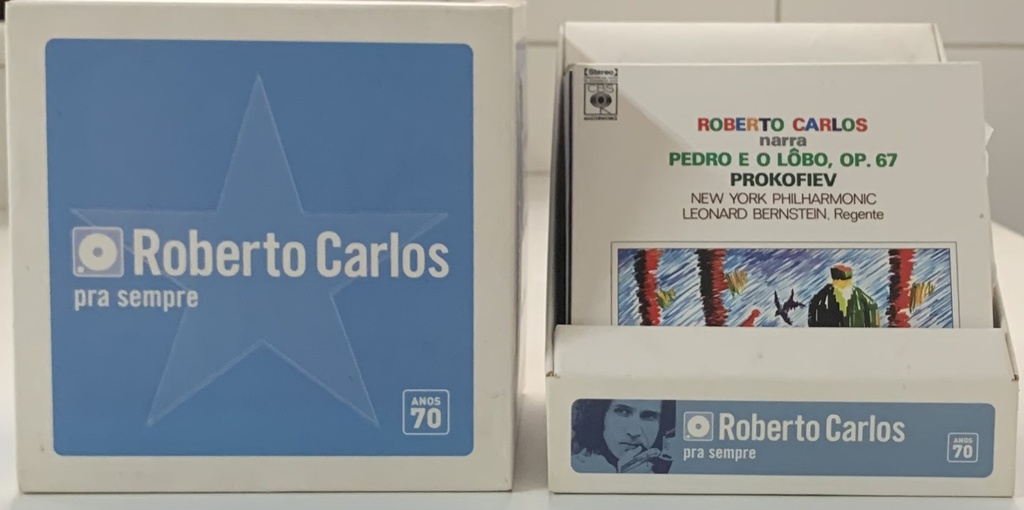 Roberto Carlos
pra sempre
ANOS
70
Stereo
CBS
ROBERTO CARLOS
narra
PEDRO E O LÔBO, OP. 67
PROKOFIEV
NEW YORK PHILHARMONIC
LEONARD BERNSTEIN, Regente
Roberto Carlos
pra sempre
ANOS
70